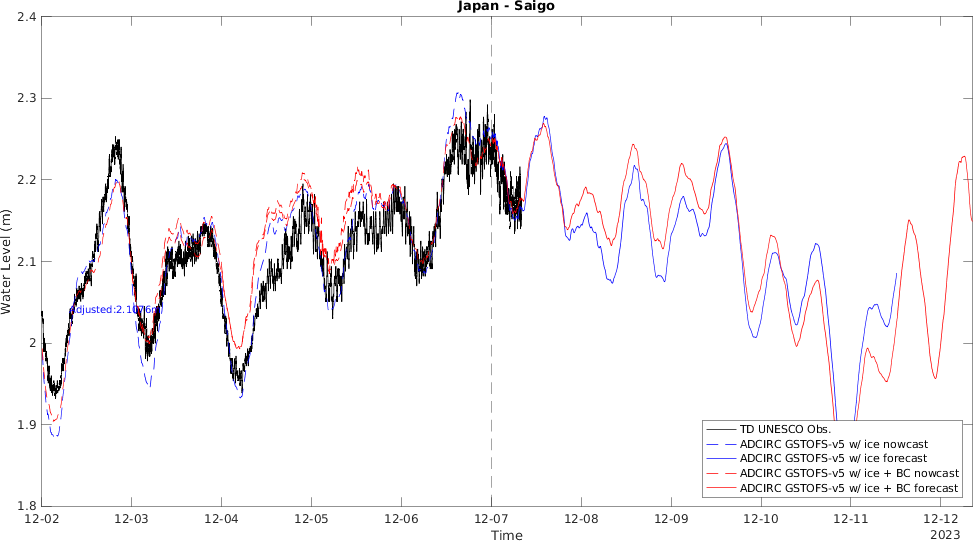 Japan - Saigo
Water Level (m)
2.4
2.3
2.2
2.1
2
1.9
1.8
Adjusted:2.1076m
TD UNESCO Obs.
ADCIRC GSTOFS-v5 w/ ice nowcast
ADCIRC GSTOFS-v5 w/ ice forecast
ADCIRC GSTOFS-v5 w/ ice + BC nowcast
ADCIRC GSTOFS-v5 w/ ice + BC forecast
12-02 12-03 12-04 12-05 12-06 12-07 12-08 12-09 12-10 12-11 12-12
2023
Time